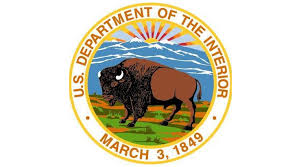 U.S. DEPARTMENT OF THE INTERIOR
MARCH 3, 1849